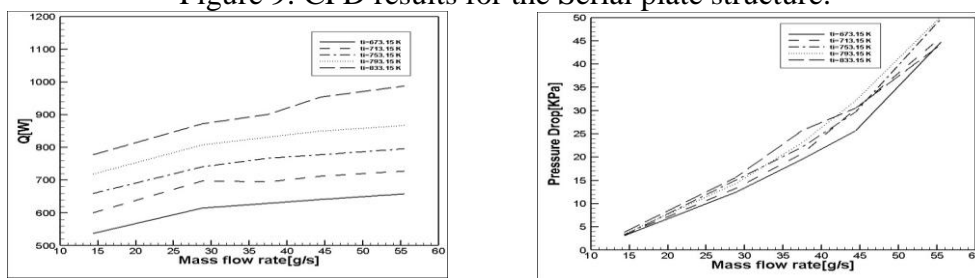 Figure 9: CFD results for the Serial plate structure.
1200
1100
1000
900
800
700
600
500
Q[W]
10 15 20 25 30 35 40 45 50 55 60
Mass flow rate[g/s]
ti=673.15 K
ti=713.15 K
ti=753.15 K
ti=793.15 K
ti=833.15 K
50
45
40
35
30
25
20
15
10
5
0
Pressure Drop[KPa]
10 15 20 25 30 35 40 45 50 55 60
Mass flow rate[g/s]
ti=673.15 K
ti=713.15 K
ti=753.15 K
ti=793.15 K
ti=833.15 K